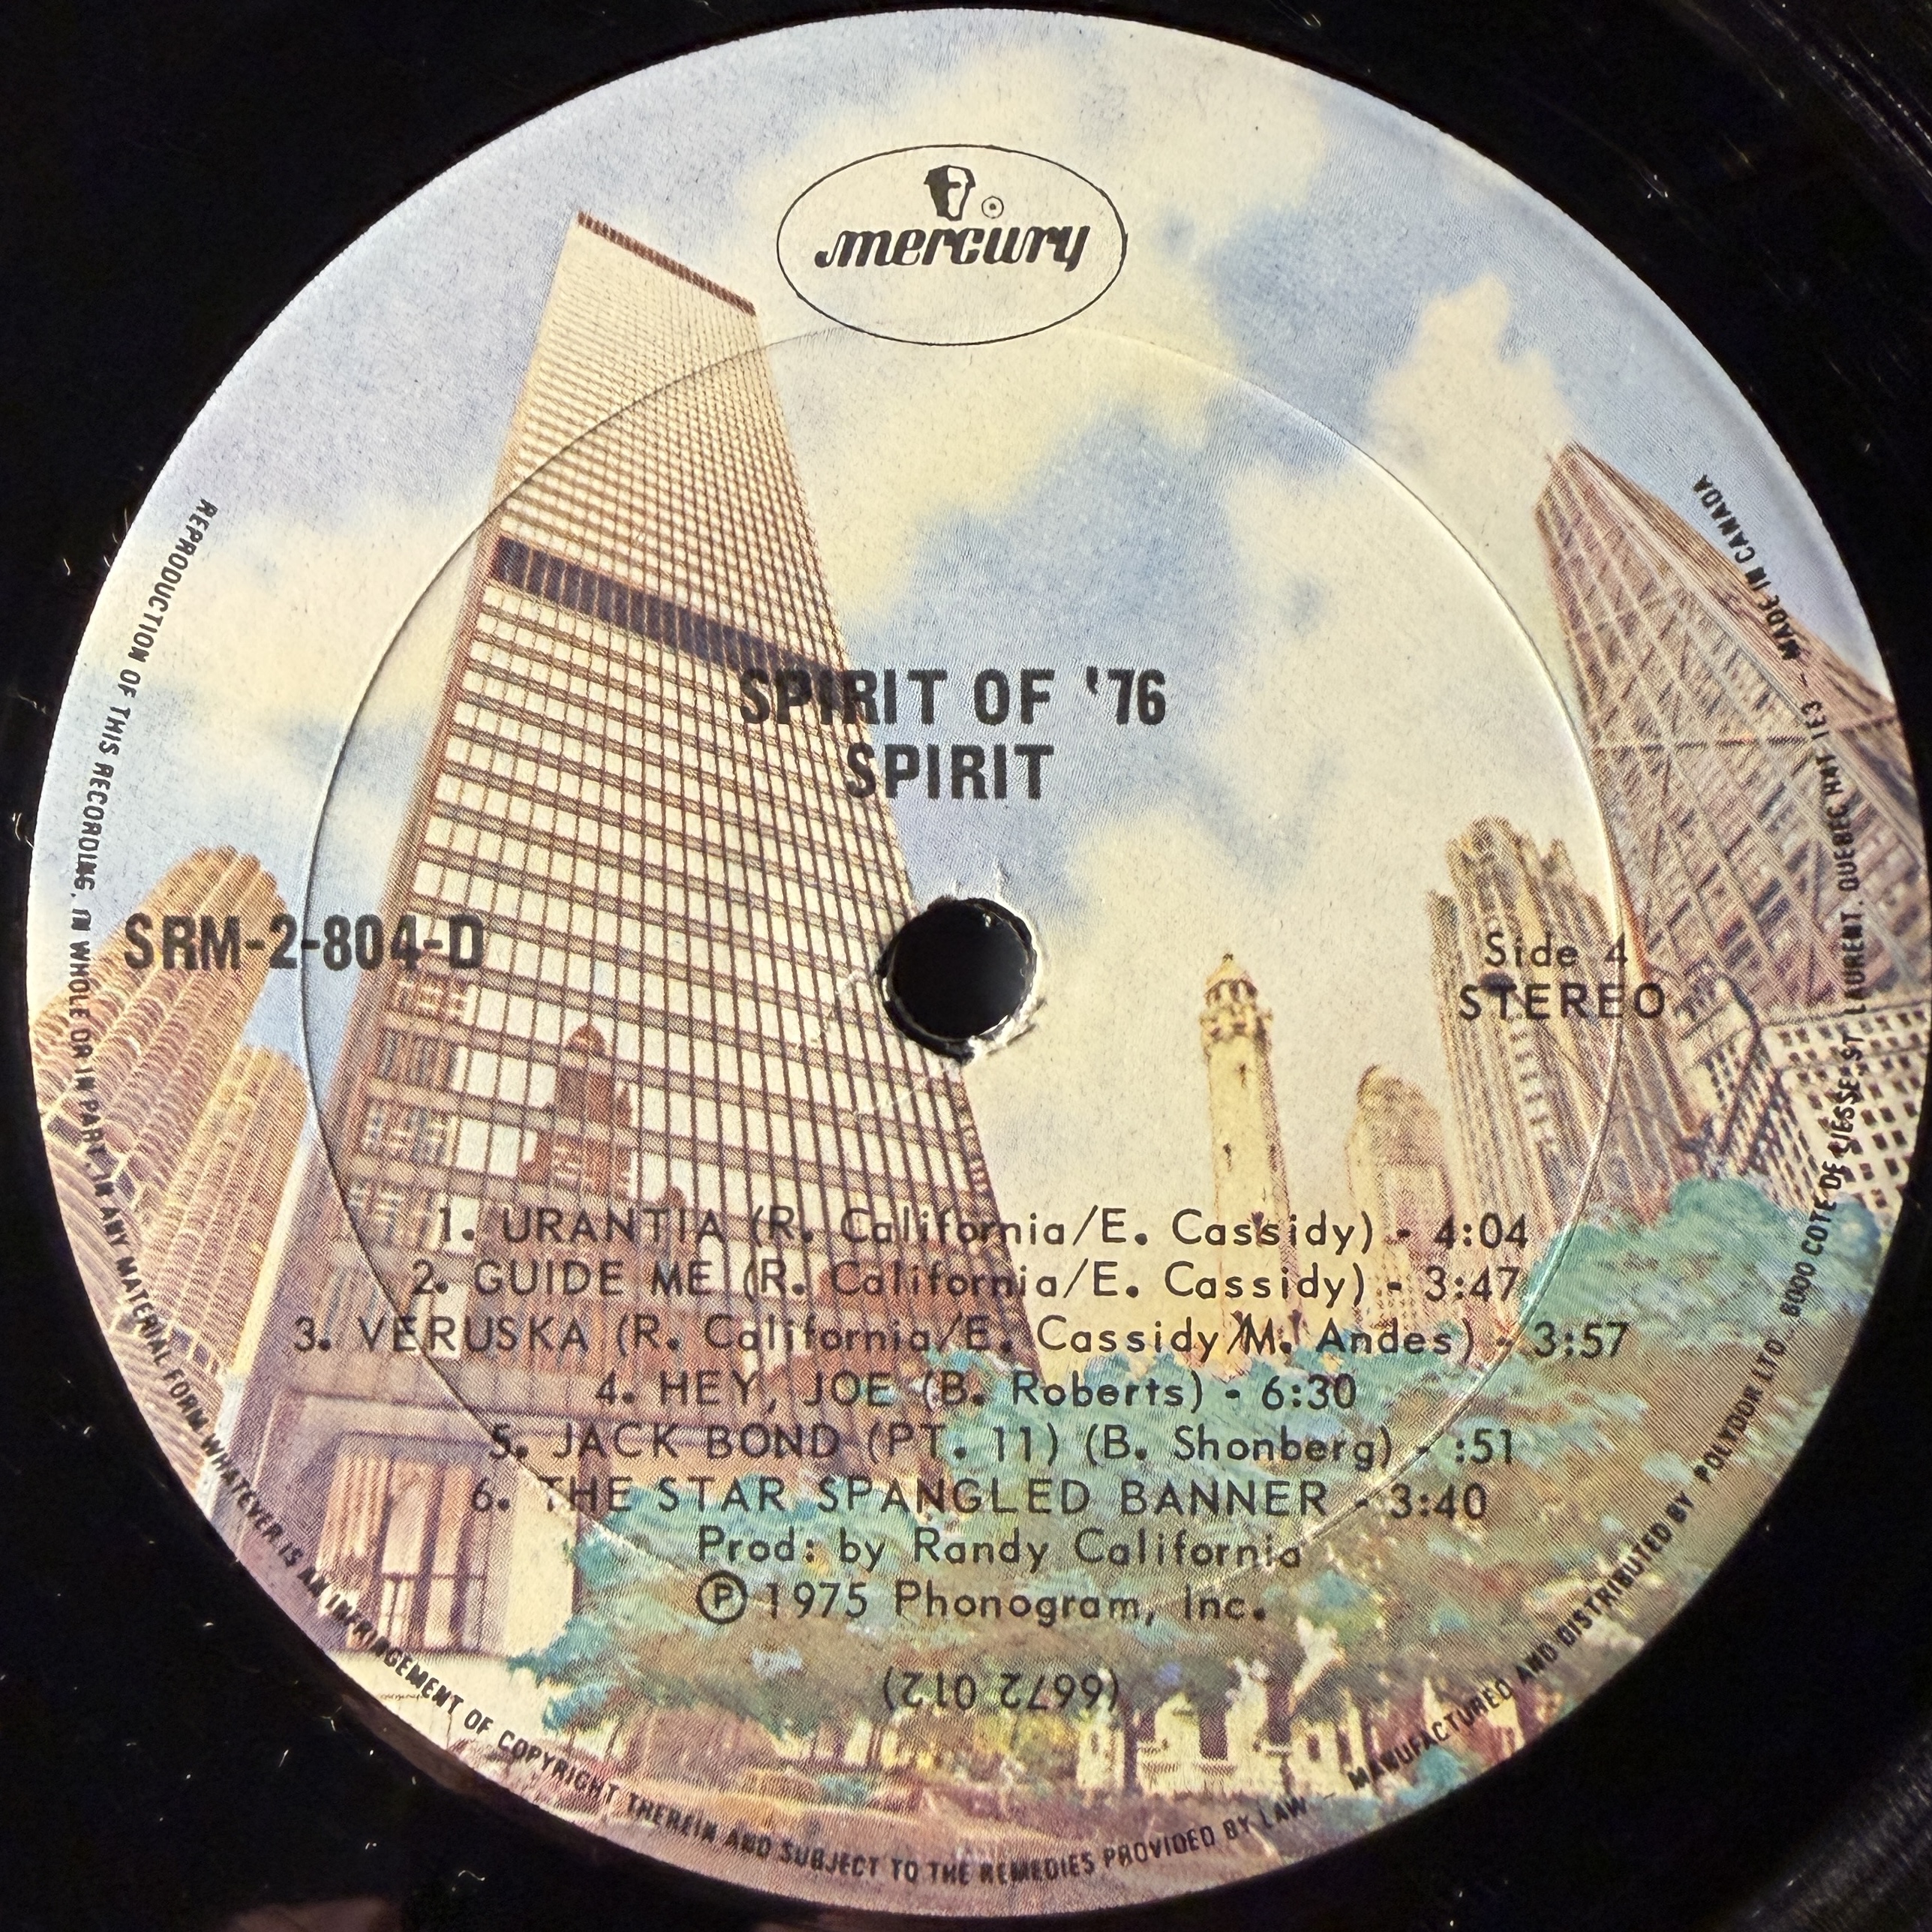 mercury
SPIRIT OF '76
SPIRIT
SRM-2-804-D
Side 4
STEREO
1. URANTIA (R. California/E. Cassidy) - 4:04
2. GUIDE ME (R. California/E. Cassidy) - 3:47
3. VERUSKA (R. California/E. Cassidy/M. Andes) - 3:57
4. HEY, JOE (B. Roberts) - 6:30
5. JACK BOND (PT. 11) (B. Shonberg) - :51
6. THE STAR SPANGLED BANNER - 3:40
Prod: by Randy California
Ⓟ 1975 Phonogram, Inc.
(6672 012)
REPRODUCTION OF THIS RECORDING, IN WHOLE OR IN PART, IN ANY MATERIAL FORM WHATEVER IS AN INFRINGEMENT OF COPYRIGHT THEREIN AND SUBJECT TO THE REMEDIES PROVIDED BY LAW - MANUFACTURED AND DISTRIBUTED BY POLYDOR LTD., 6000 COTE DE LIESSE, ST LAURENT, QUEBEC H4T 1E3 - MADE IN CANADA